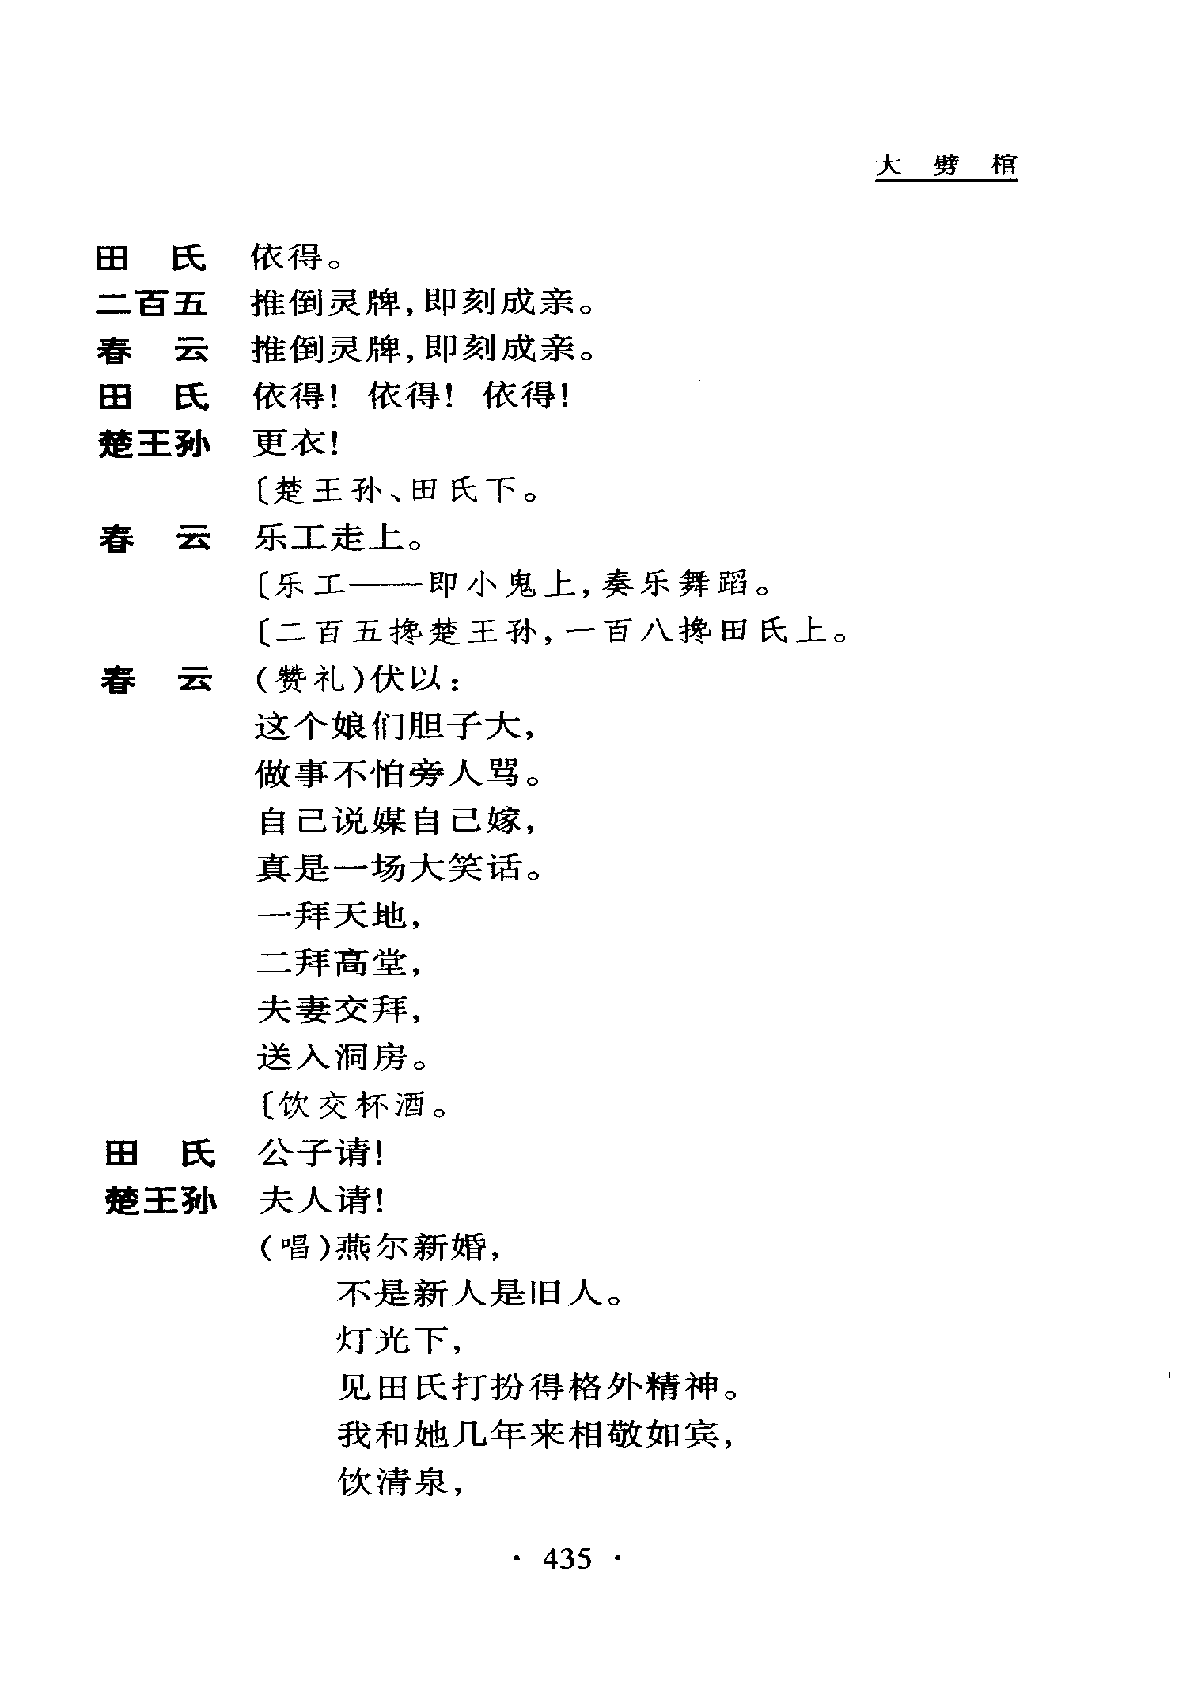 大 劈 棺
田 氏 依得。
二百五 推倒灵牌,即刻成亲。
春 云 推倒灵牌,即刻成亲。
田 氏 依得! 依得! 依得!
楚王孙 更衣!
〔楚王孙、田氏下。
春 云 乐工走上。
〔乐工——即小鬼上,奏乐舞蹈。
〔二百五搀楚王孙,一百八搀田氏上。
春 云 (赞礼)伏以:
这个娘们胆子大,
做事不怕旁人骂。
自己说媒自己嫁,
真是一场大笑话。
一拜天地,
二拜高堂,
夫妻交拜,
送入洞房。
〔饮交杯酒。
田 氏 公子请!
楚王孙 夫人请!
(唱)燕尔新婚,
不是新人是旧人。
灯光下,
见田氏打扮得格外精神。
我和她几年来相敬如宾,
饮清泉,
· 435 ·